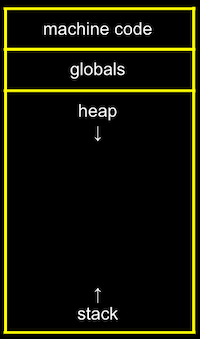 machine code
globals
heap
↓
↑
stack